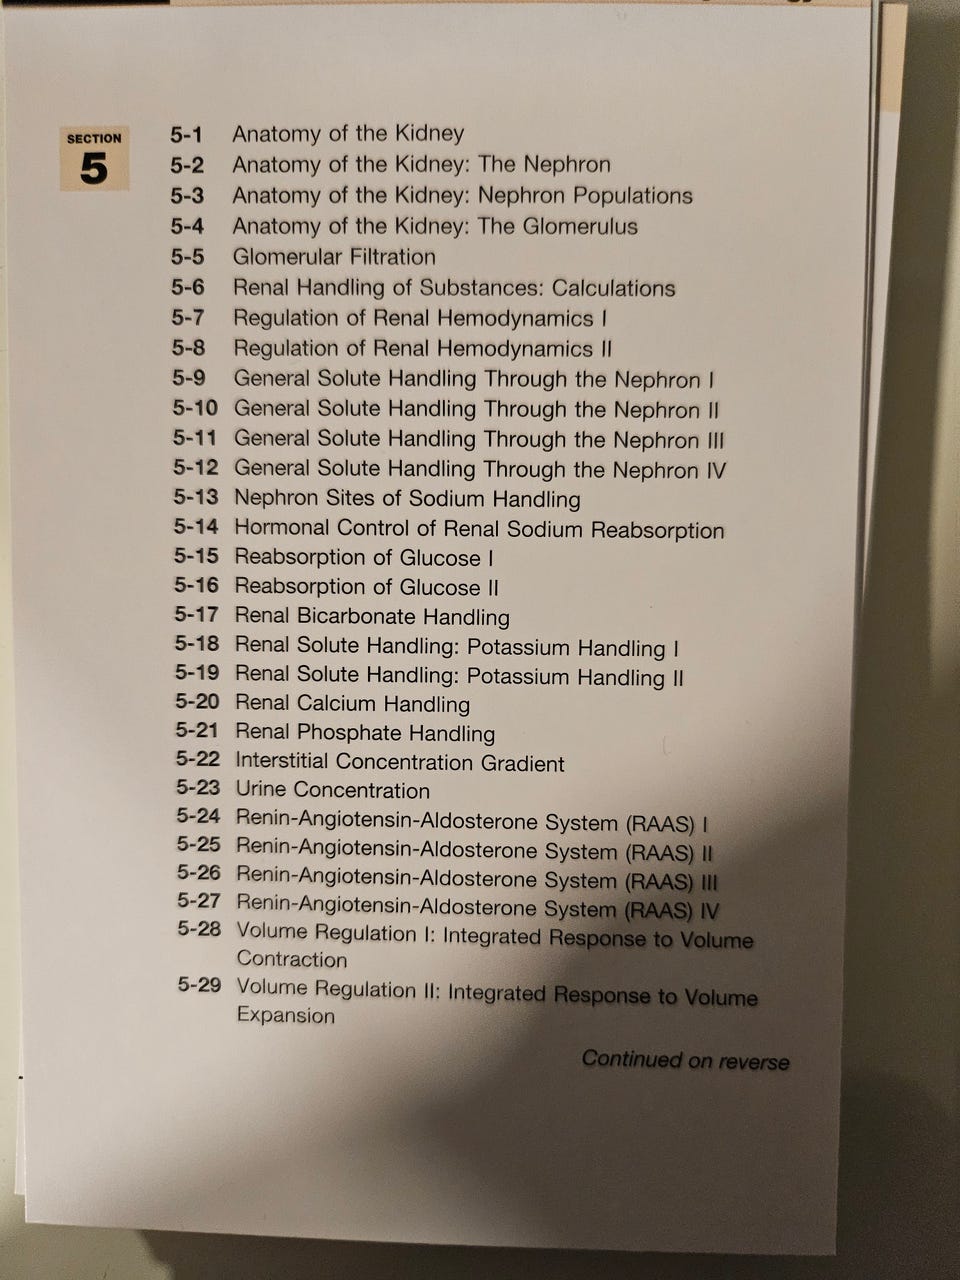 SECTION
5
5-1 Anatomy of the Kidney
5-2 Anatomy of the Kidney: The Nephron
5-3 Anatomy of the Kidney: Nephron Populations
5-4 Anatomy of the Kidney: The Glomerulus
5-5 Glomerular Filtration
5-6 Renal Handling of Substances: Calculations
5-7 Regulation of Renal Hemodynamics I
5-8 Regulation of Renal Hemodynamics II
5-9 General Solute Handling Through the Nephron I
5-10 General Solute Handling Through the Nephron II
5-11 General Solute Handling Through the Nephron III
5-12 General Solute Handling Through the Nephron IV
5-13 Nephron Sites of Sodium Handling
5-14 Hormonal Control of Renal Sodium Reabsorption
5-15 Reabsorption of Glucose I
5-16 Reabsorption of Glucose II
5-17 Renal Bicarbonate Handling
5-18 Renal Solute Handling: Potassium Handling I
5-19 Renal Solute Handling: Potassium Handling II
5-20 Renal Calcium Handling
5-21 Renal Phosphate Handling
5-22 Interstitial Concentration Gradient
5-23 Urine Concentration
5-24 Renin-Angiotensin-Aldosterone System (RAAS) I
5-25 Renin-Angiotensin-Aldosterone System (RAAS) II
5-26 Renin-Angiotensin-Aldosterone System (RAAS) III
5-27 Renin-Angiotensin-Aldosterone System (RAAS) IV
5-28 Volume Regulation I: Integrated Response to Volume
Contraction
5-29 Volume Regulation II: Integrated Response to Volume
Expansion
Continued on reverse